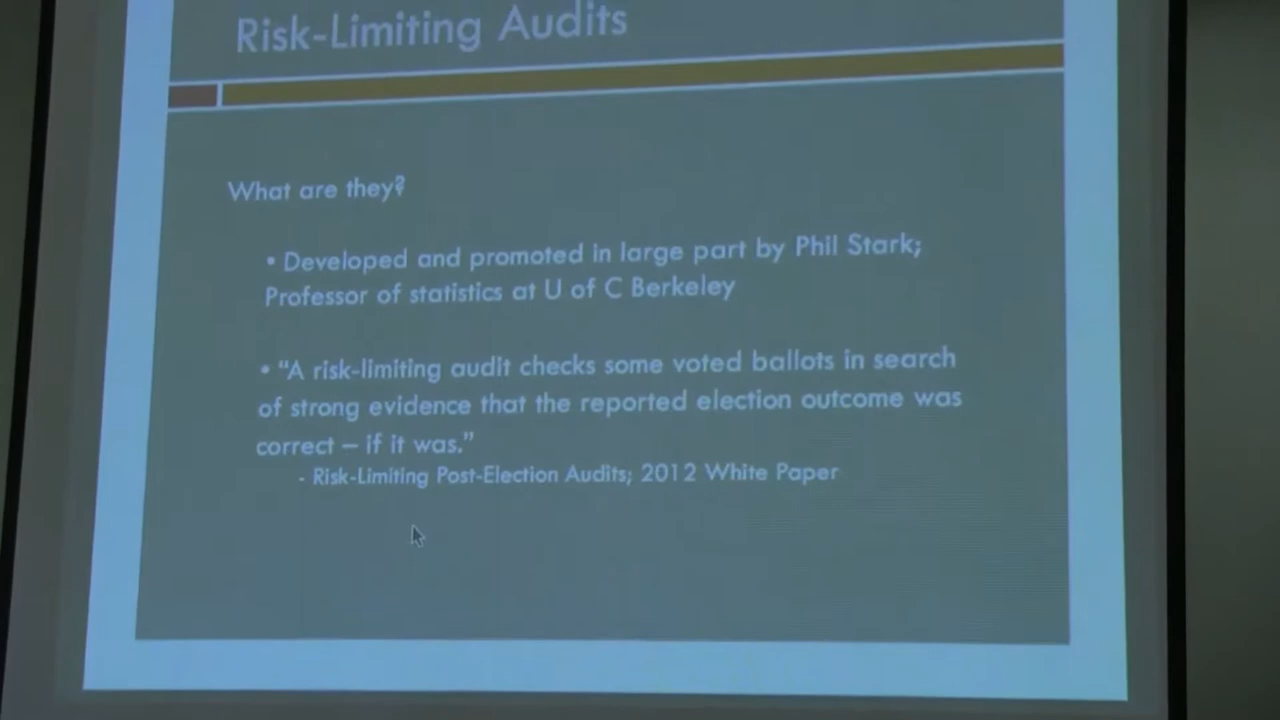 Risk-Limiting Audits
What are they?
• Developed and promoted in large part by Phil Stark;
Professor of statistics at U of C Berkeley
• “A risk-limiting audit checks some voted ballots in search
of strong evidence that the reported election outcome was
correct – if it was.”
- Risk-Limiting Post-Election Audits; 2012 White Paper